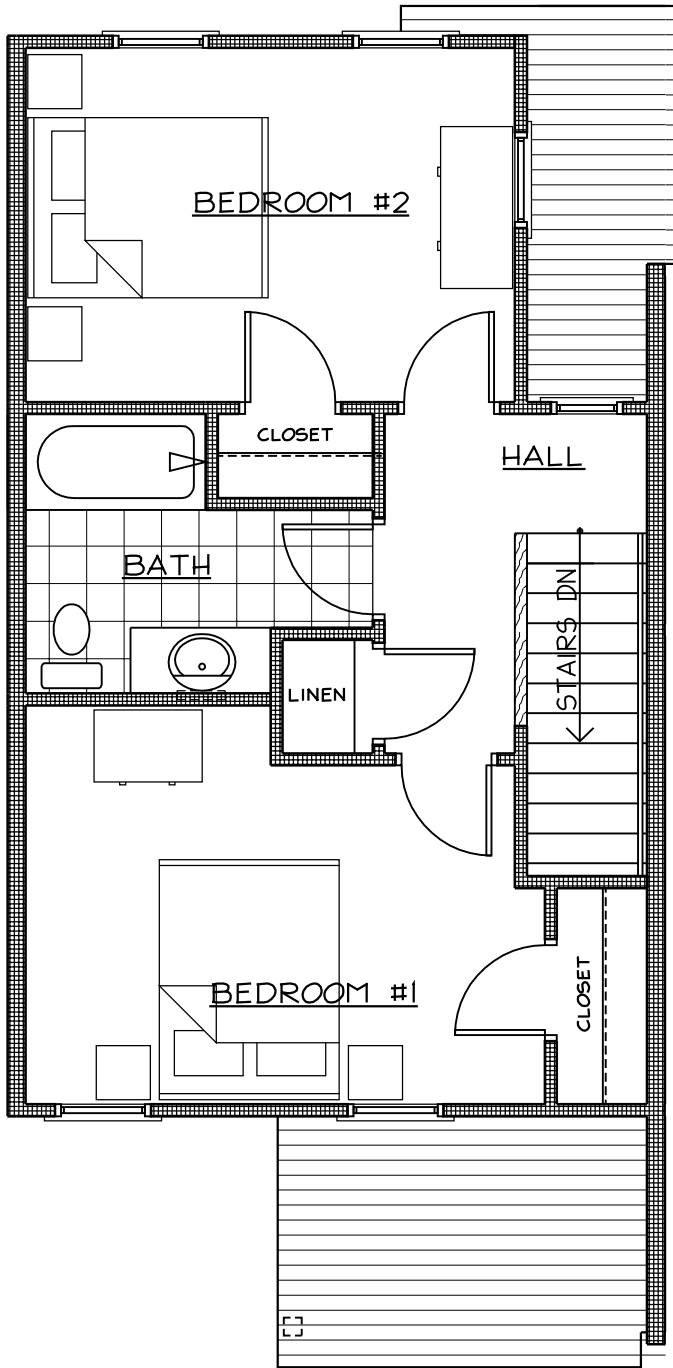 BEDROOM #2
CLOSET
HALL
BATH
STAIRS DN
LINEN
BEDROOM #1
CLOSET